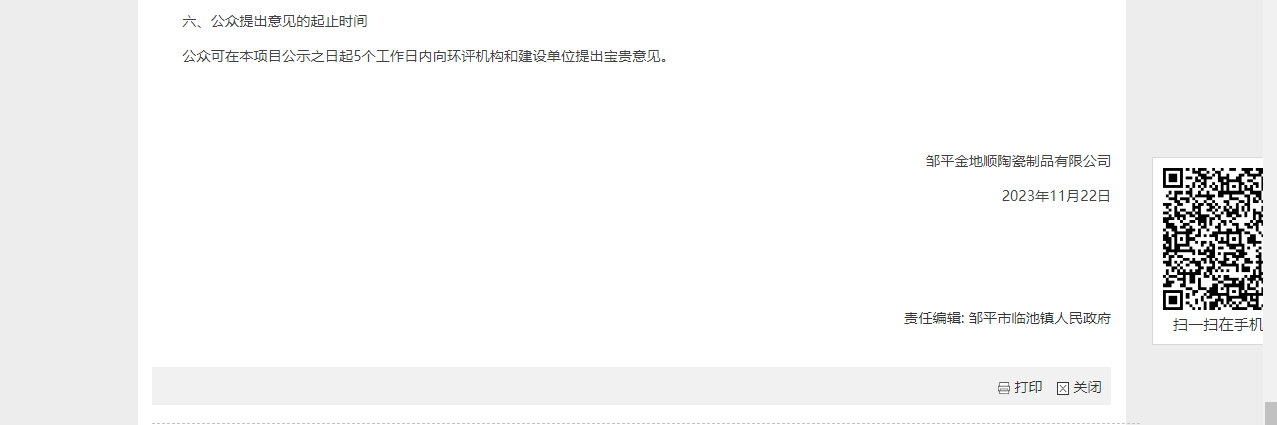 六、公众提出意见的起止时间
公众可在本项目公示之日起5个工作日内向环评机构和建设单位提出宝贵意见。
邹平金地顺陶瓷制品有限公司
2023年11月22日
扫一扫在手机
责任编辑: 邹平市临池镇人民政府
打印 关闭